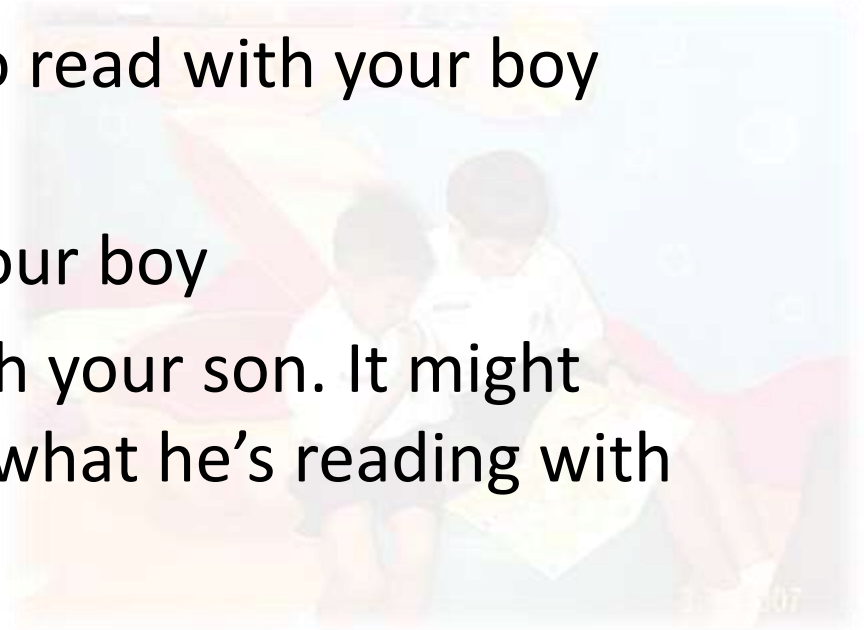 o read with your boy
our boy
h your son. It might
what he’s reading with